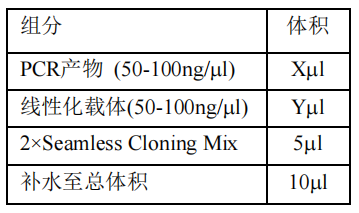 组分 体积
PCR产物 (50-100ng/μl) Xμl
线性化载体(50-100ng/μl) Yμl
2×Seamless Cloning Mix 5μl
补水至总体积 10μl